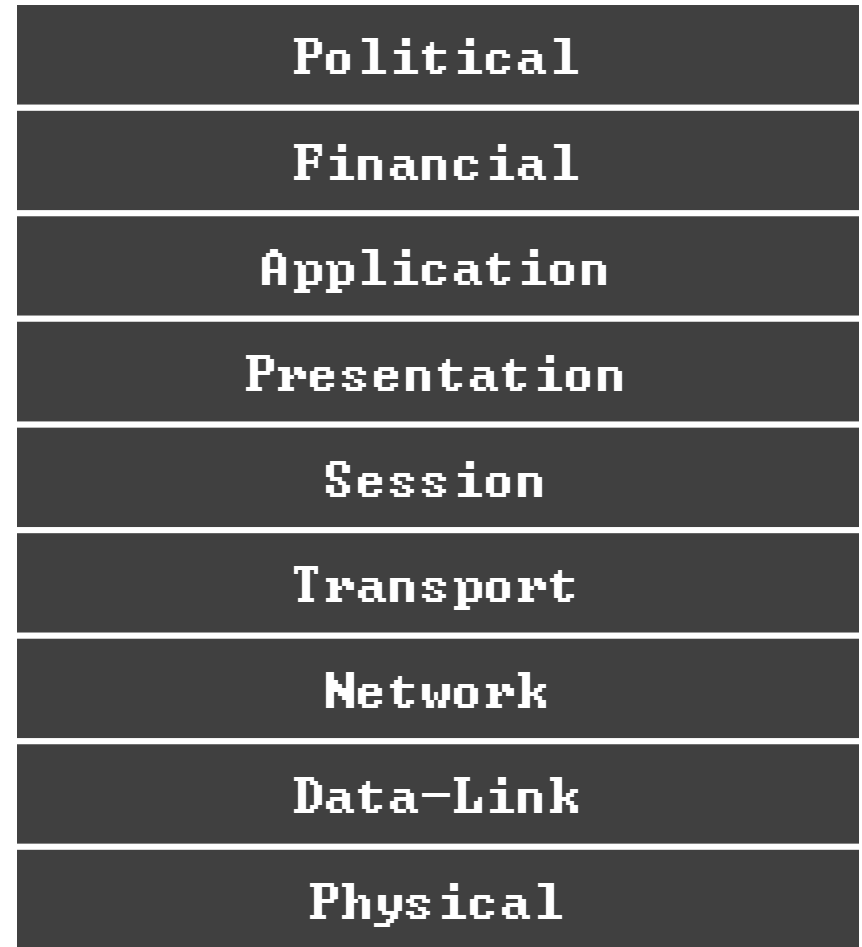 Political
Financial
Application
Presentation
Session
Transport
Network
Data-Link
Physical